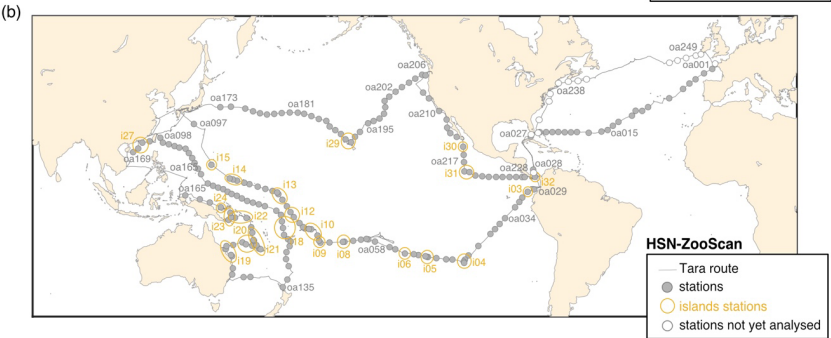 (b)
oa249
oa206
oa001
oa238
oa202
oa173
oa181
oa210
oa097
oa195
oa027
oa015
i27
oa098
i29
i30
oa169
i15
oa217
oa228
oa028
oa165
i14
i31
i32
oa165
i13
i03
oa029
i24
i12
oa034
i23
i22
i10
i20
i18
i09
i08
oa058
i21
i06
i05
i04
i19
oa135
HSN-ZooScan
Tara route
stations
islands stations
stations not yet analysed